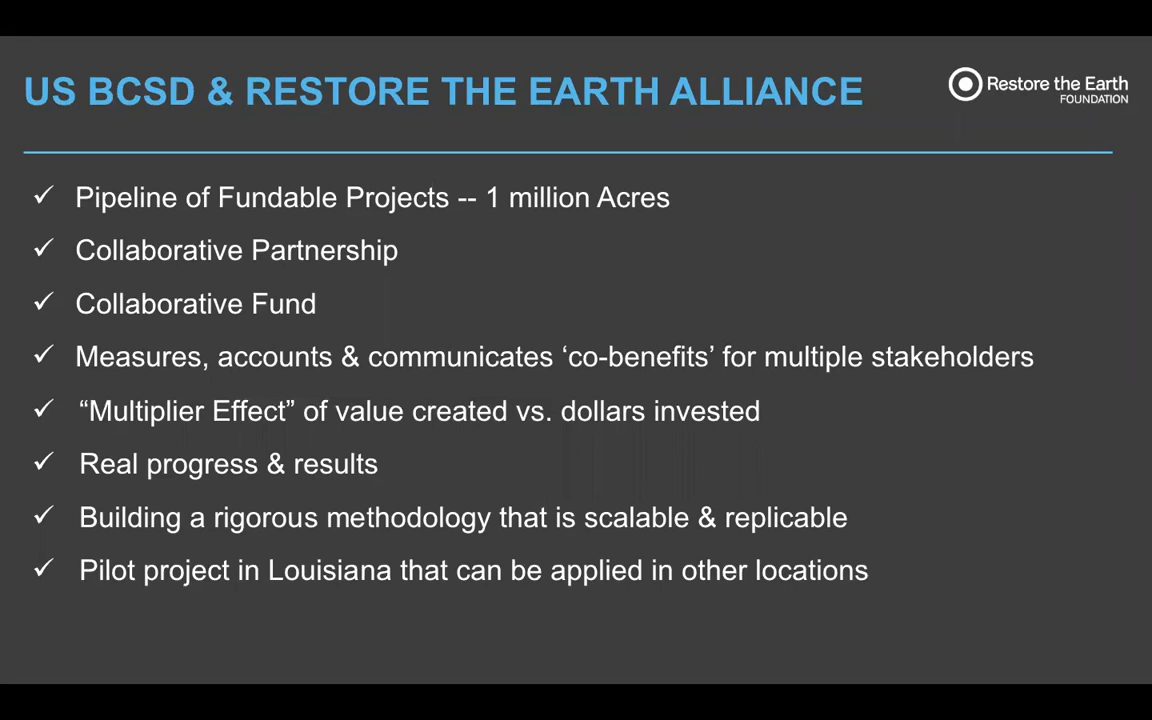 US BCSD & RESTORE THE EARTH ALLIANCE
Restore the Earth
FOUNDATION
✓ Pipeline of Fundable Projects -- 1 million Acres
✓ Collaborative Partnership
✓ Collaborative Fund
✓ Measures, accounts & communicates ‘co-benefits’ for multiple stakeholders
✓ “Multiplier Effect” of value created vs. dollars invested
✓ Real progress & results
✓ Building a rigorous methodology that is scalable & replicable
✓ Pilot project in Louisiana that can be applied in other locations